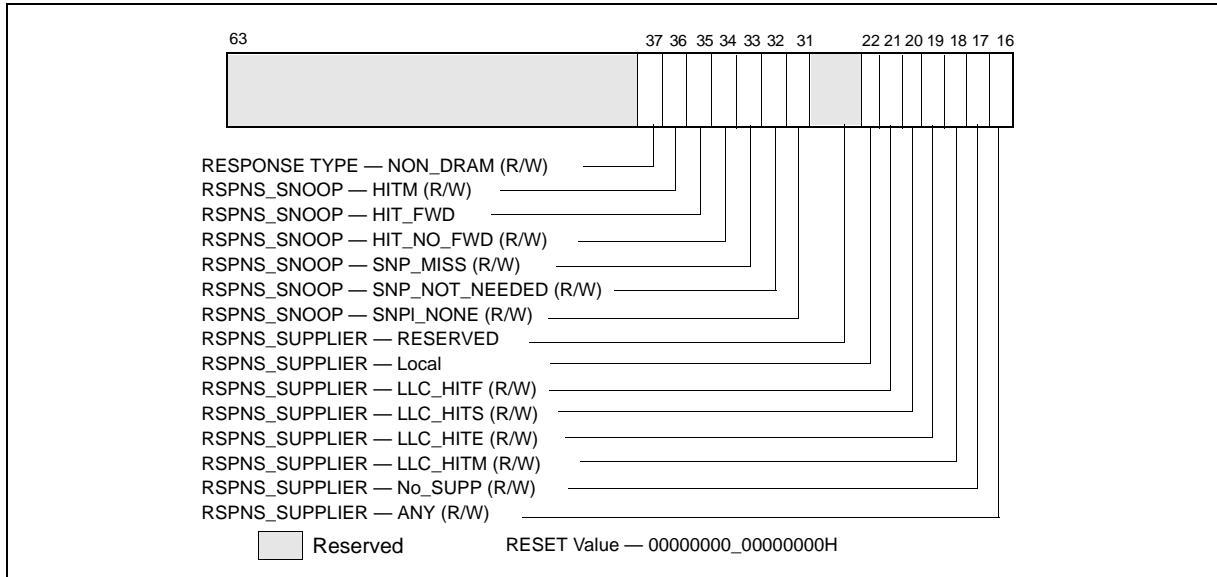 63 37 36 35 34 33 32 31 22 21 20 19 18 17 16
RESPONSE TYPE — NON_DRAM (R/W)
RSPNS_SNOOP — HITM (R/W)
RSPNS_SNOOP — HIT_FWD
RSPNS_SNOOP — HIT_NO_FWD (R/W)
RSPNS_SNOOP — SNP_MISS (R/W)
RSPNS_SNOOP — SNP_NOT_NEEDED (R/W)
RSPNS_SNOOP — SNPI_NONE (R/W)
RSPNS_SUPPLIER — RESERVED
RSPNS_SUPPLIER — Local
RSPNS_SUPPLIER — LLC_HITF (R/W)
RSPNS_SUPPLIER — LLC_HITS (R/W)
RSPNS_SUPPLIER — LLC_HITE (R/W)
RSPNS_SUPPLIER — LLC_HITM (R/W)
RSPNS_SUPPLIER — No_SUPP (R/W)
RSPNS_SUPPLIER — ANY (R/W)
Reserved RESET Value — 00000000_00000000H